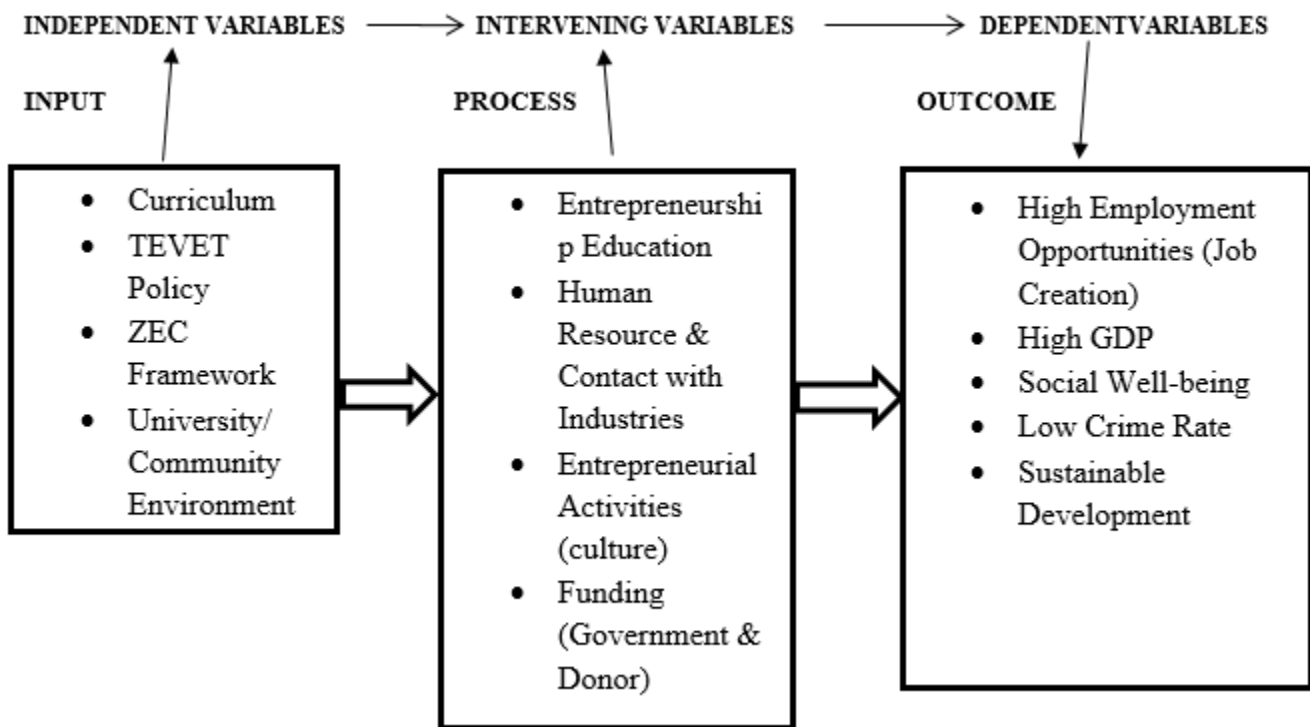 INDEPENDENT VARIABLES
INTERVENING VARIABLES
DEPENDENTVARIABLES
INPUT
PROCESS
OUTCOME
• Curriculum
• TEVET
Policy
• ZEC
Framework
• University/
Community
Environment
• Entrepreneurshi
p Education
• Human
Resource &
Contact with
Industries
• Entrepreneurial
Activities
(culture)
• Funding
(Government &
Donor)
• High Employment
Opportunities (Job
Creation)
• High GDP
• Social Well-being
• Low Crime Rate
• Sustainable
Development